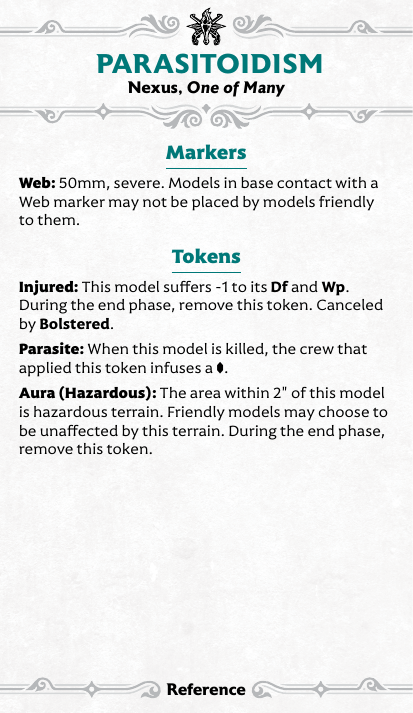 PARASITOIDISM
Nexus, One of Many
Markers
Web: 50mm, severe. Models in base contact with a
Web marker may not be placed by models friendly
to them.
Tokens
Injured: This model suffers -1 to its Df and Wp.
During the end phase, remove this token. Canceled
by Bolstered.
Parasite: When this model is killed, the crew that
applied this token infuses a .
Aura (Hazardous): The area within 2" of this model
is hazardous terrain. Friendly models may choose to
be unaffected by this terrain. During the end phase,
remove this token.
Reference